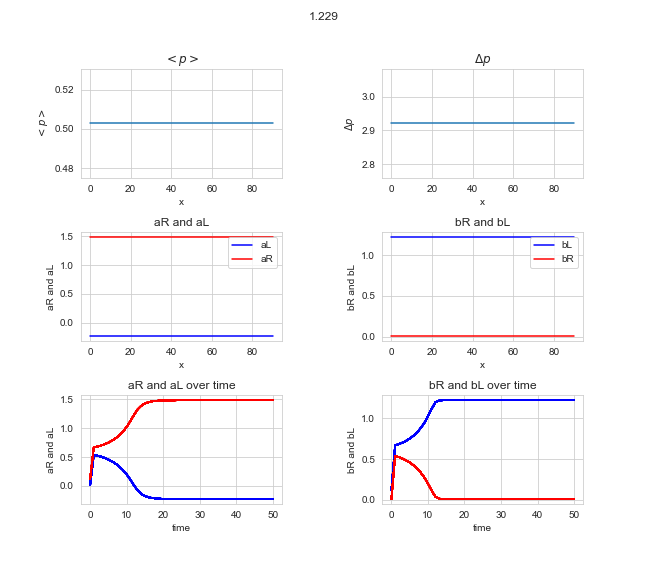 1.229
< p >
0.52
0.50
0.48
< p >
0 20 40 60 80
x
Δp
3.0
2.9
2.8
Δp
0 20 40 60 80
x
aR and aL
1.5
1.0
0.5
0.0
aR and aL
aL
aR
0 20 40 60 80
x
bR and bL
1.0
0.5
0.0
bR and bL
bL
bR
0 20 40 60 80
x
aR and aL over time
1.5
1.0
0.5
0.0
aR and aL
0 10 20 30 40 50
time
bR and bL over time
1.0
0.5
0.0
bR and bL
0 10 20 30 40 50
time